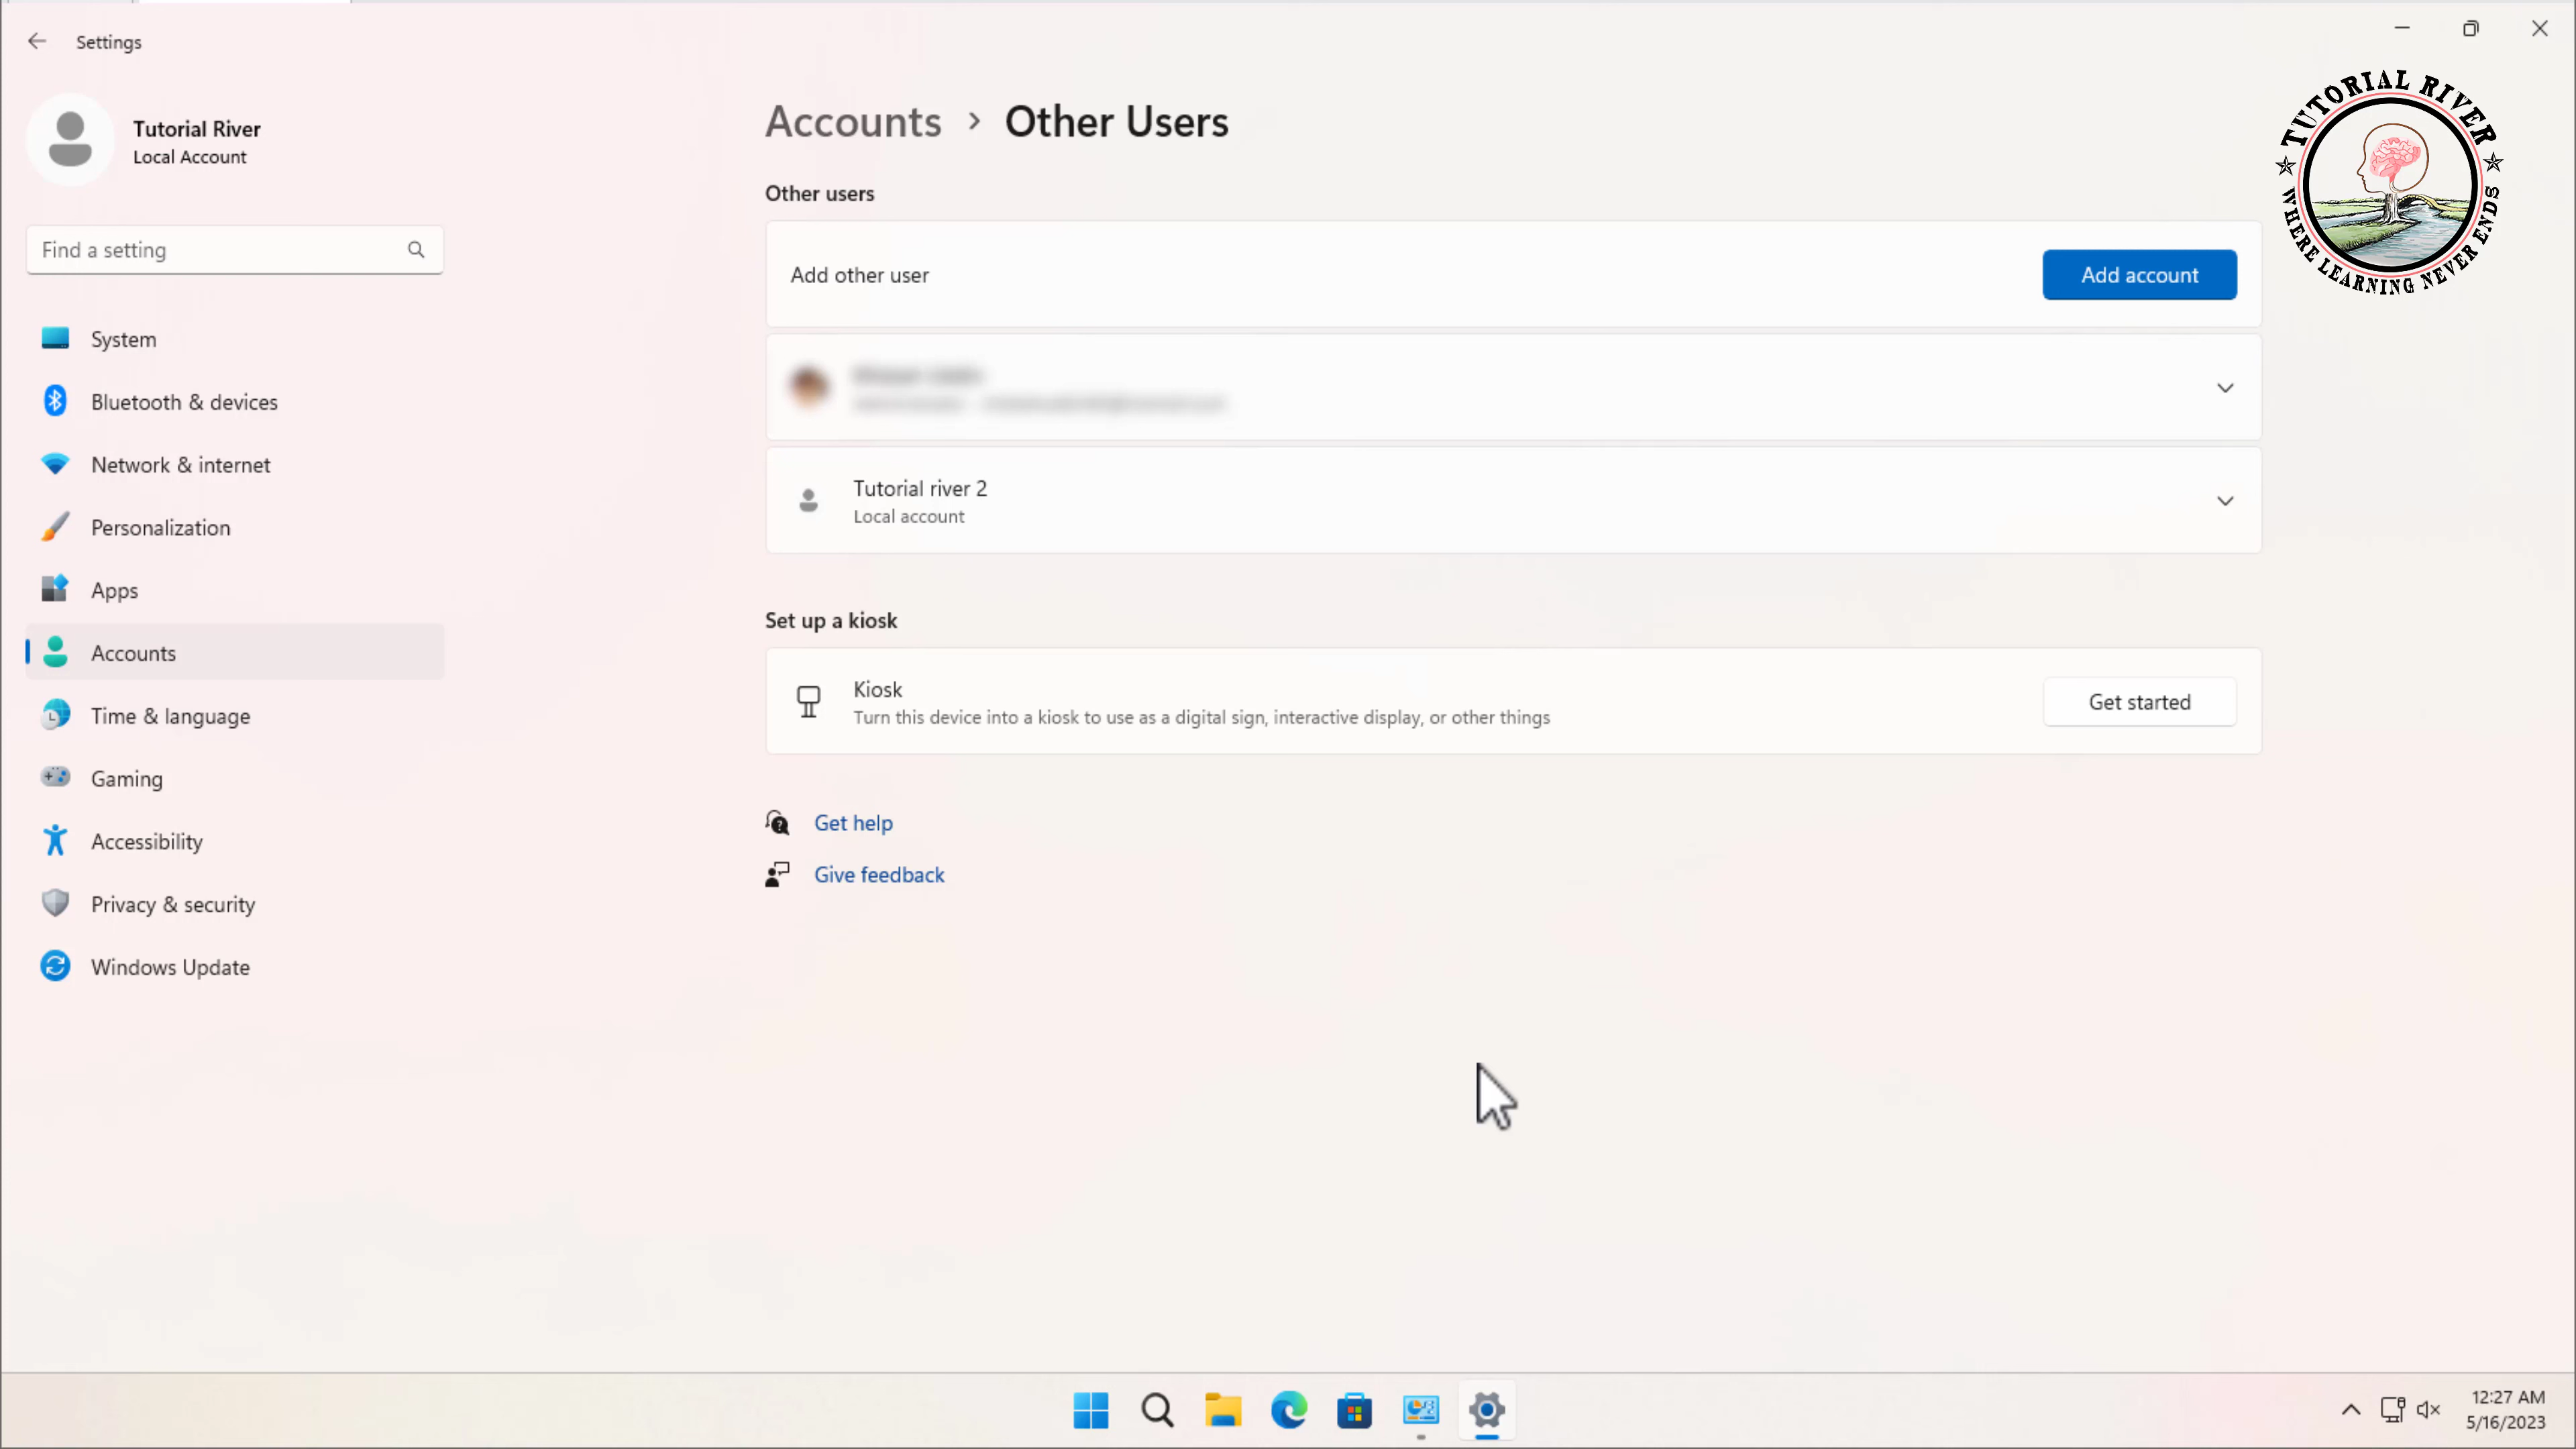 Settings
Tutorial River
Local Account
Find a setting
System
Bluetooth & devices
Network & internet
Personalization
Apps
Accounts
Time & language
Gaming
Accessibility
Privacy & security
Windows Update
Accounts > Other Users
Other users
Add other user
Add account
Tutorial river 2
Local account
Set up a kiosk
Kiosk
Turn this device into a kiosk to use as a digital sign, interactive display, or other things
Get started
Get help
Give feedback
TUTORIAL RIVER
WHERE LEARNING NEVER ENDS
12:27 AM
5/16/2023